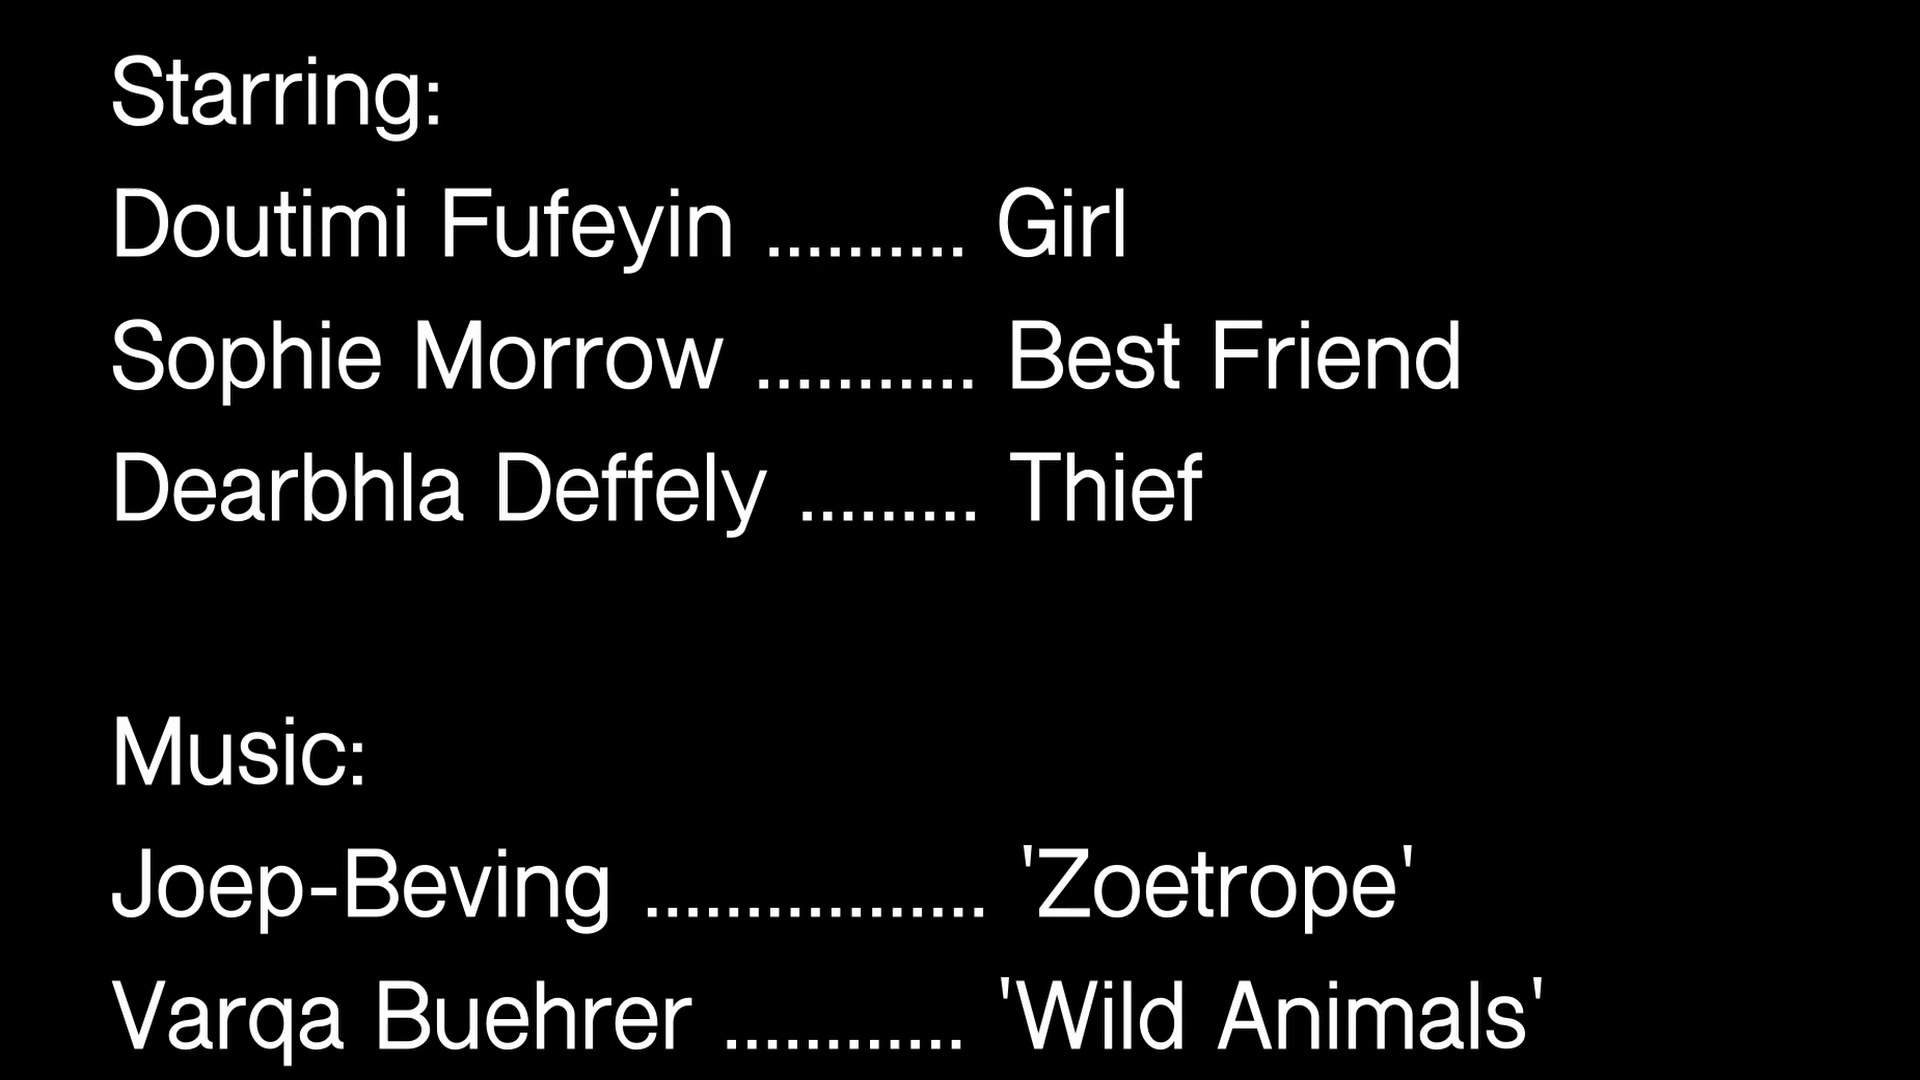 Starring:
Doutimi Fufeyin .......... Girl
Sophie Morrow ........... Best Friend
Dearbhla Deffely ......... Thief
Music:
Joep-Beving ................. 'Zoetrope'
Varqa Buehrer ............ 'Wild Animals'